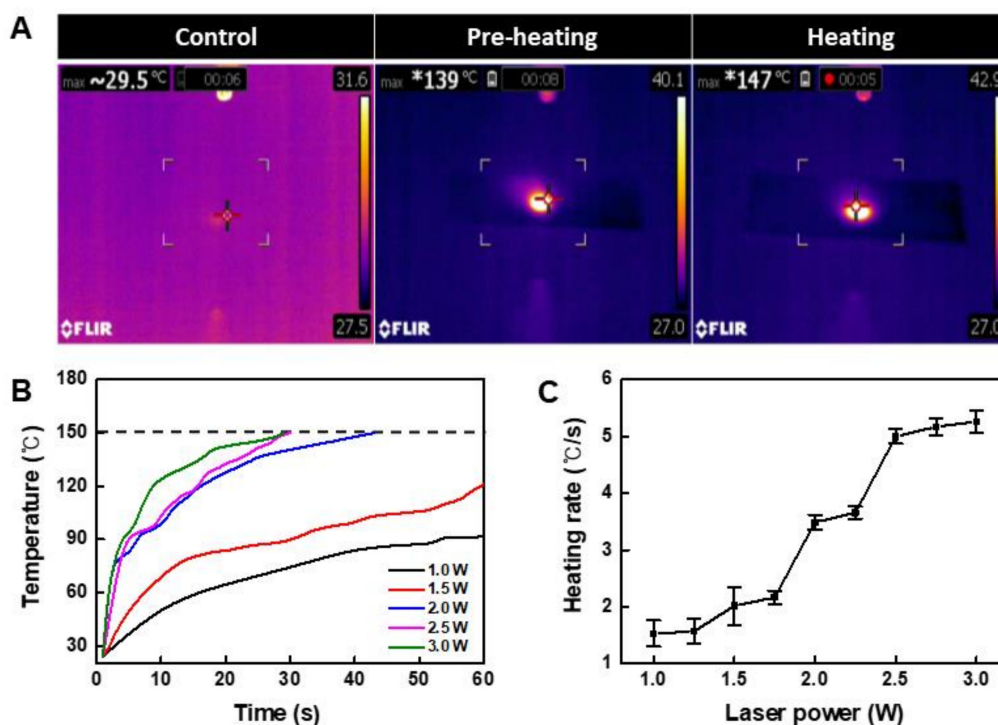 A
Control
Pre-heating
Heating
max ~29.5 °C 00:06 31.6
max *139 °C 00:08 40.1
max *147 °C 00:05 42.9
FLIR 27.5
FLIR 27.0
FLIR 27.0
B
180
150
120
90
60
30
Temperature (℃)
0 10 20 30 40 50 60
Time (s)
1.0 W
1.5 W
2.0 W
2.5 W
3.0 W
C
6
5
4
3
2
1
Heating rate (℃/s)
1.0 1.5 2.0 2.5 3.0
Laser power (W)